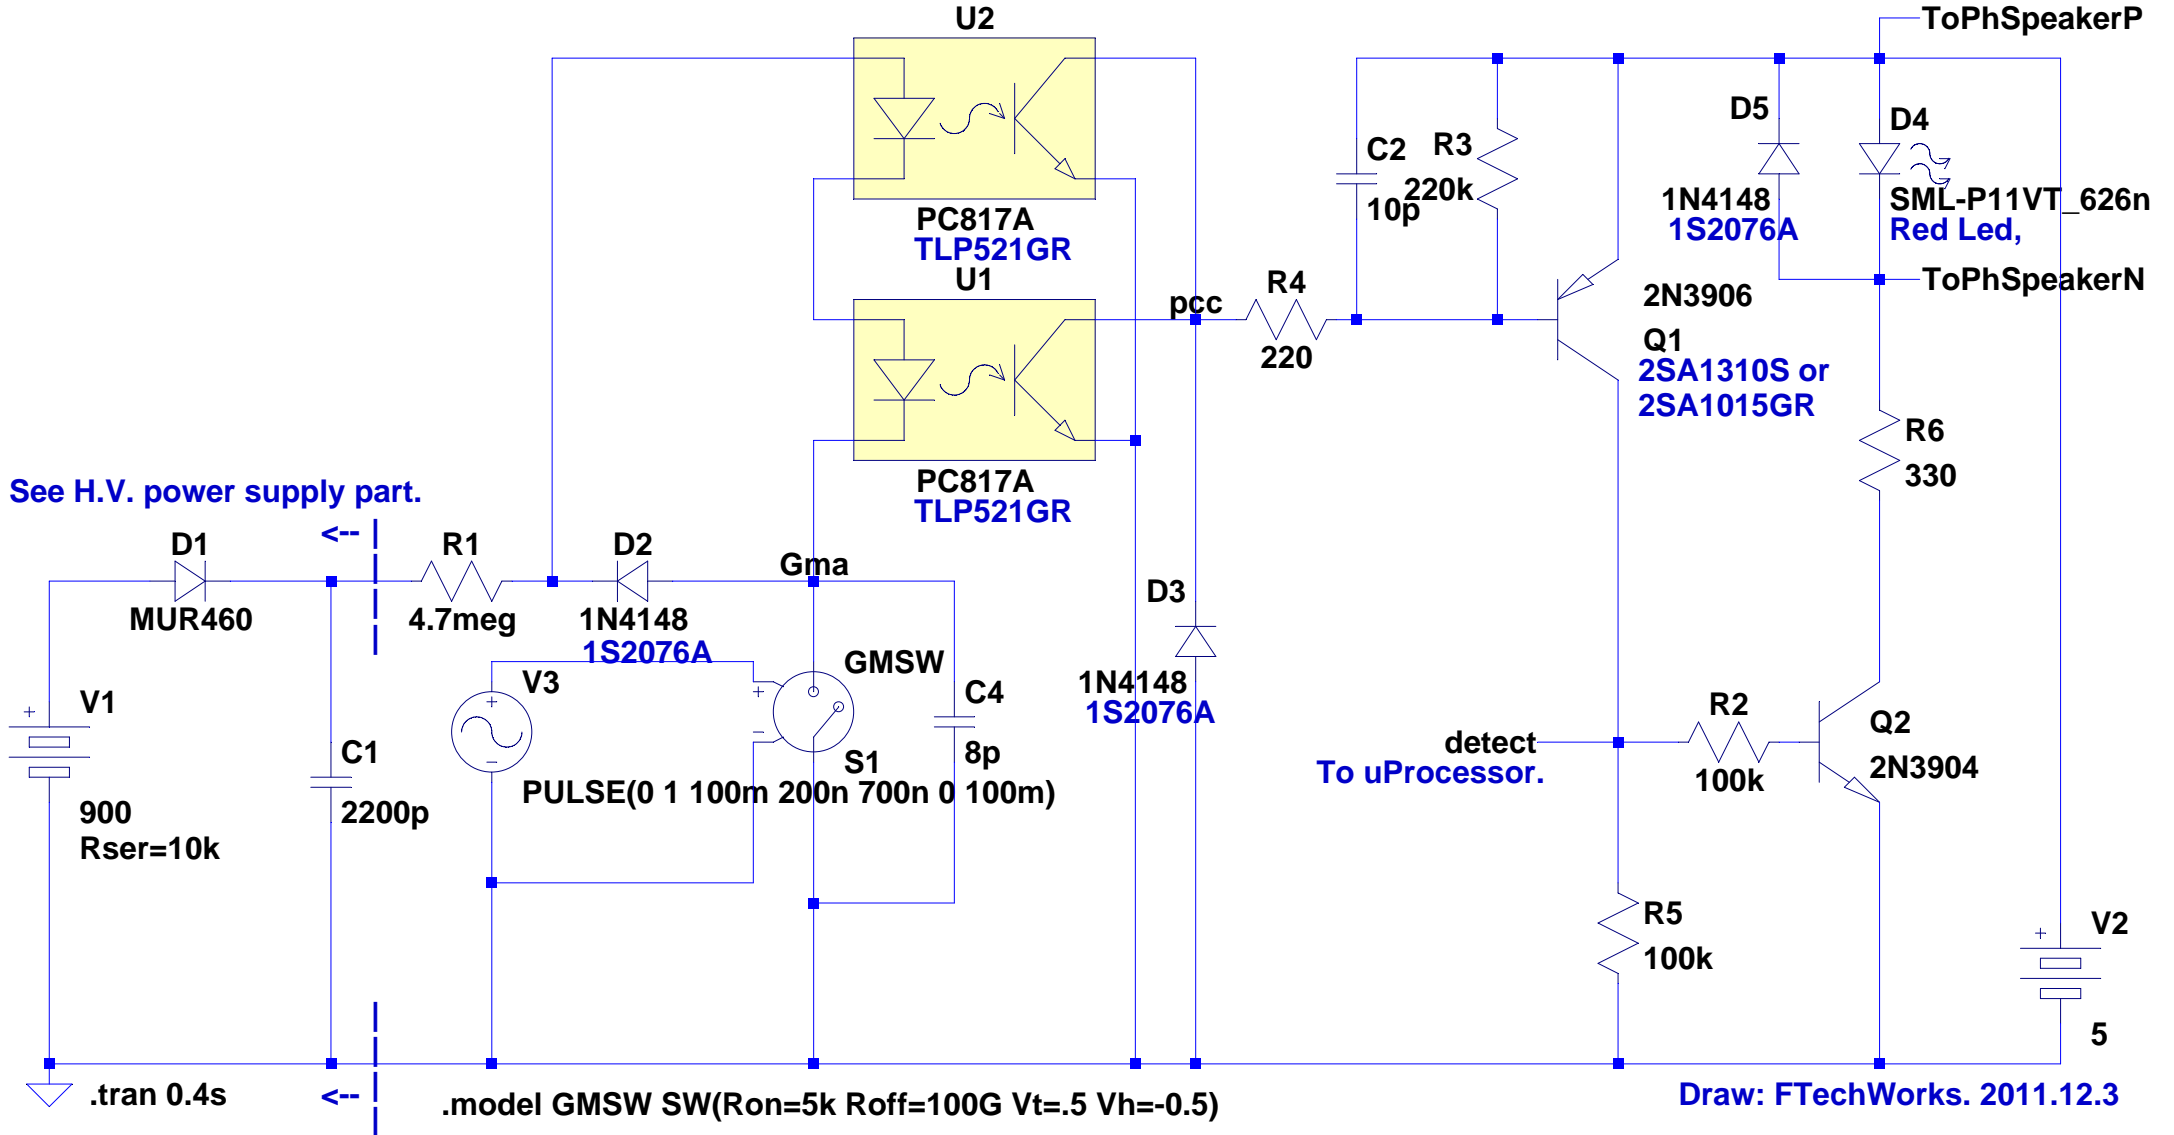 U2
ToPhSpeakerP
D5
D4
C2
R3
220k
10p
1N4148
1S2076A
SML-P11VT_626n
Red Led,
PC817A
TLP521GR
U1
pcc
R4
220
ToPhSpeakerN
2N3906
Q1
2SA1310S or
2SA1015GR
R6
330
PC817A
TLP521GR
See H.V. power supply part.
<--
D1
MUR460
R1
4.7meg
D2
1N4148
1S2076A
Gma
D3
1N4148
1S2076A
V1
+
900
Rser=10k
C1
2200p
V3
+
−
+
−
GMSW
S1
PULSE(0 1 100m 200n 700n 0 100m)
C4
8p
detect
To uProcessor.
R2
100k
Q2
2N3904
R5
100k
V2
+
5
.tran 0.4s
<--
.model GMSW SW(Ron=5k Roff=100G Vt=.5 Vh=-0.5)
Draw: FTechWorks. 2011.12.3